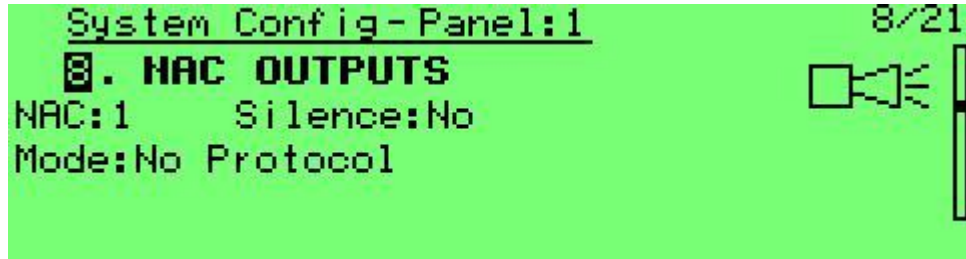 System Config-Panel:1 8/21
8. NAC OUTPUTS
NAC:1 Silence:No
Mode:No Protocol